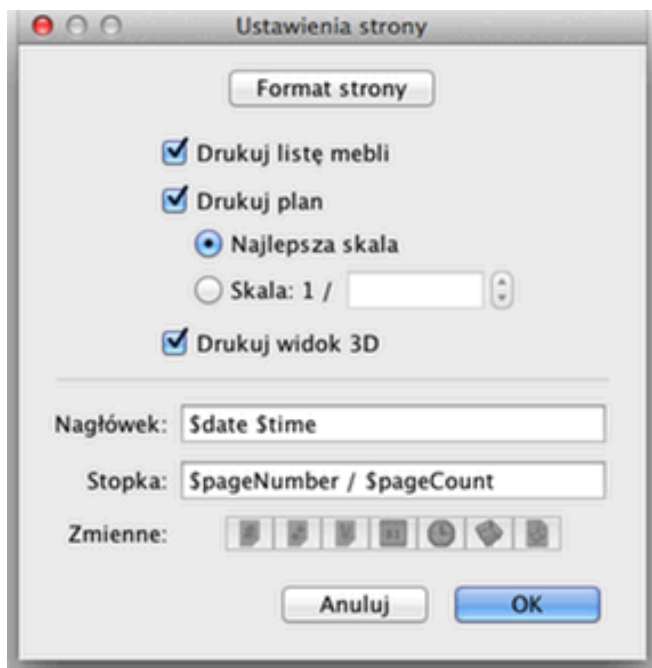 Ustawienia strony
Format strony
Drukuj listę mebli
Drukuj plan
Najlepsza skala
Skala: 1 /
Drukuj widok 3D
Nagłówek: $date $time
Stopka: $pageNumber / $pageCount
Zmienne:
Anuluj OK